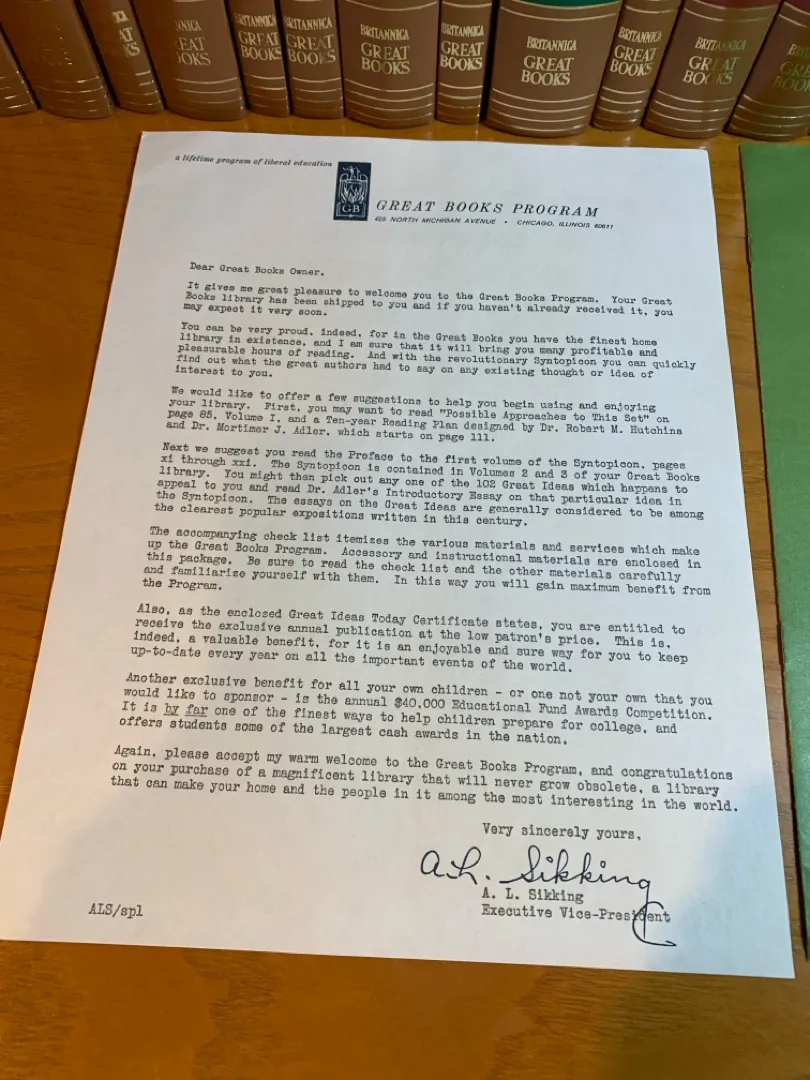 AT
KS
GREAT
BOOKS
BRITANNICA
GREAT
BOOKS
BRITANNICA
GREAT
BOOKS
BRITANNICA
GREAT
BOOKS
BRITANNICA
GREAT
BOOKS
BRITANNICA
GREAT
BOOKS
BRITANNICA
GREAT
BOOKS
BRITANNICA
GREAT
BOOKS
a lifetime program of liberal education
GB
GREAT BOOKS PROGRAM
425 NORTH MICHIGAN AVENUE • CHICAGO, ILLINOIS 60611
Dear Great Books Owner,
It gives me great pleasure to welcome you to the Great Books Program. Your Great
Books library has been shipped to you and if you haven't already received it, you
may expect it very soon.
You can be very proud, indeed, for in the Great Books you have the finest home
library in existence, and I am sure that it will bring you many profitable and
pleasurable hours of reading. And with the revolutionary Syntopicon you can quickly
find out what the great authors had to say on any existing thought or idea of
interest to you.
We would like to offer a few suggestions to help you begin using and enjoying
your library. First, you may want to read "Possible Approaches to This Set" on
page 85, Volume I, and a Ten-year Reading Plan designed by Dr. Robert M. Hutchins
and Dr. Mortimer J. Adler, which starts on page 111.
Next we suggest you read the Preface to the first volume of the Syntopicon, pages
xi through xxi. The Syntopicon is contained in Volumes 2 and 3 of your Great Books
library. You might then pick out any one of the 102 Great Ideas which happens to
appeal to you and read Dr. Adler's Introductory Essay on that particular idea in
the Syntopicon. The essays on the Great Ideas are generally considered to be among
the clearest popular expositions written in this century.
The accompanying check list itemizes the various materials and services which make
up the Great Books Program. Accessory and instructional materials are enclosed in
this package. Be sure to read the check list and the other materials carefully
and familiarize yourself with them. In this way you will gain maximum benefit from
the Program.
Also, as the enclosed Great Ideas Today Certificate states, you are entitled to
receive the exclusive annual publication at the low patron's price. This is,
indeed, a valuable benefit, for it is an enjoyable and sure way for you to keep
up-to-date every year on all the important events of the world.
Another exclusive benefit for all your own children - or one not your own that you
would like to sponsor - is the annual $40,000 Educational Fund Awards Competition.
It is by far one of the finest ways to help children prepare for college, and
offers students some of the largest cash awards in the nation.
Again, please accept my warm welcome to the Great Books Program, and congratulations
on your purchase of a magnificent library that will never grow obsolete, a library
that can make your home and the people in it among the most interesting in the world.
Very sincerely yours,
A. L. Sikking
A. L. Sikking
Executive Vice-President
ALS/spl